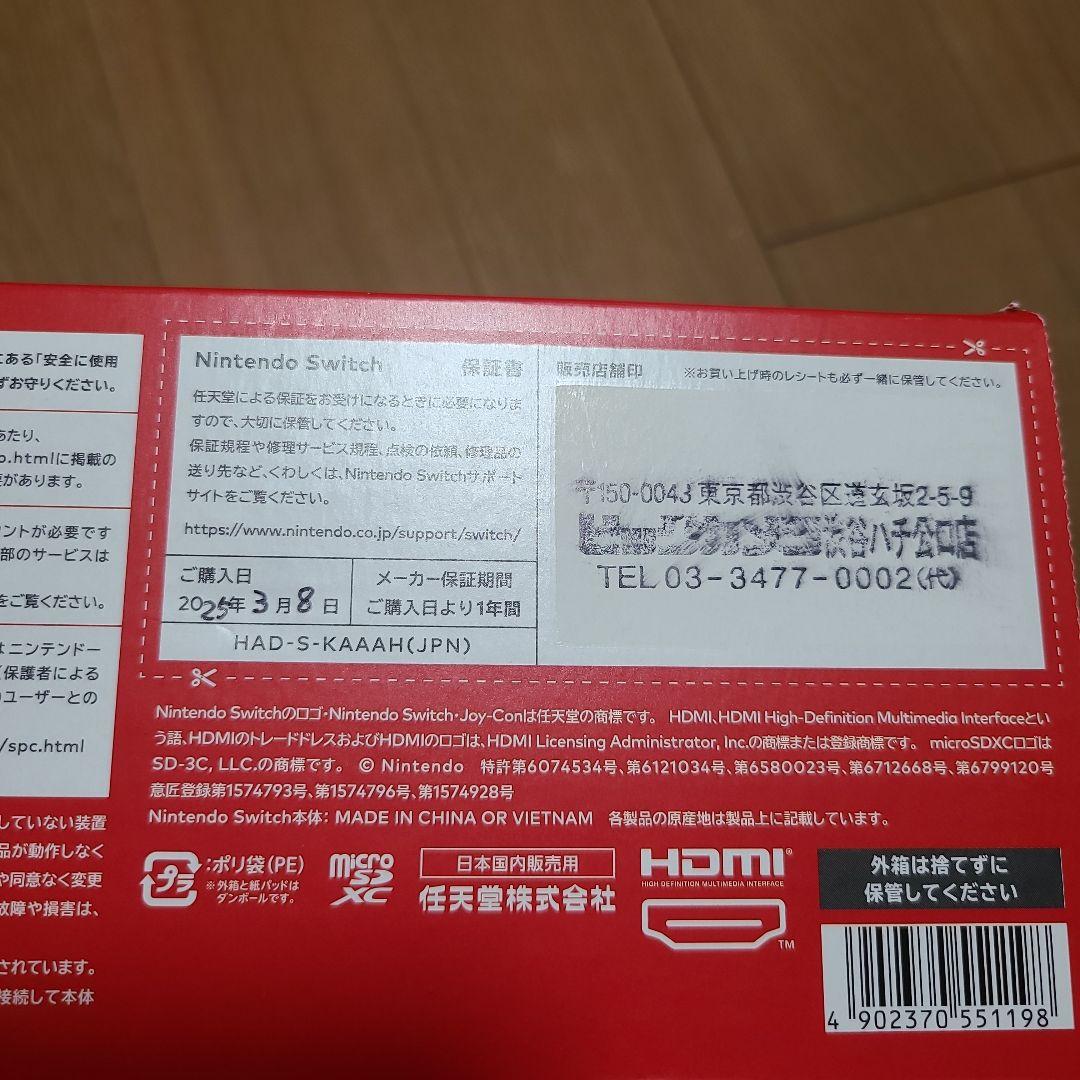 にある「安全に使用
ずお守りください。
あたり、
o.htmlに掲載の
要があります。
ウントが必要です
部のサービスは
をご覧ください。
はニンテンドー
(保護者による
のユーザーとの
/spc.html
していない装置
品が動作しなく
や同意なく変更
故障や損害は、
されています。
接続して本体
Nintendo Switch 保証書
任天堂による保証をお受けになるときに必要になりま
すので、大切に保管してください。
保証規程や修理サービス規程、点検の依頼、修理品の
送り先など、くわしくは、Nintendo Switchサポート
サイトをご覧ください。
https://www.nintendo.co.jp/support/switch/
ご購入日
2025年3月8日
メーカー保証期間
ご購入日より1年間
HAD-S-KAAAH(JPN)
販売店舗印 ※お買い上げ時のレシートも必ず一緒に保管してください。
〒150-0043 東京都渋谷区道玄坂2-5-9
渋谷ハチ公口店
TEL 03-3477-0002(代)
Nintendo Switchのロゴ・Nintendo Switch・Joy-Conは任天堂の商標です。 HDMI、HDMI High-Definition Multimedia Interfaceとい
う語、HDMIのトレードドレスおよびHDMIのロゴは、HDMI Licensing Administrator, Inc.の商標または登録商標です。 microSDXCロゴは
SD-3C, LLC.の商標です。 © Nintendo 特許第6074534号、第6121034号、第6580023号、第6712668号、第6799120号
意匠登録第1574793号、第1574796号、第1574928号
Nintendo Switch本体: MADE IN CHINA OR VIETNAM 各製品の原産地は製品上に記載しています。
プラ
:ポリ袋(PE)
※外箱と紙パッドは
ダンボールです。
micro
SD
XC
日本国内販売用
任天堂株式会社
HDMI®
HIGH-DEFINITION MULTIMEDIA INTERFACE
TM
外箱は捨てずに
保管してください
4 902370 551198